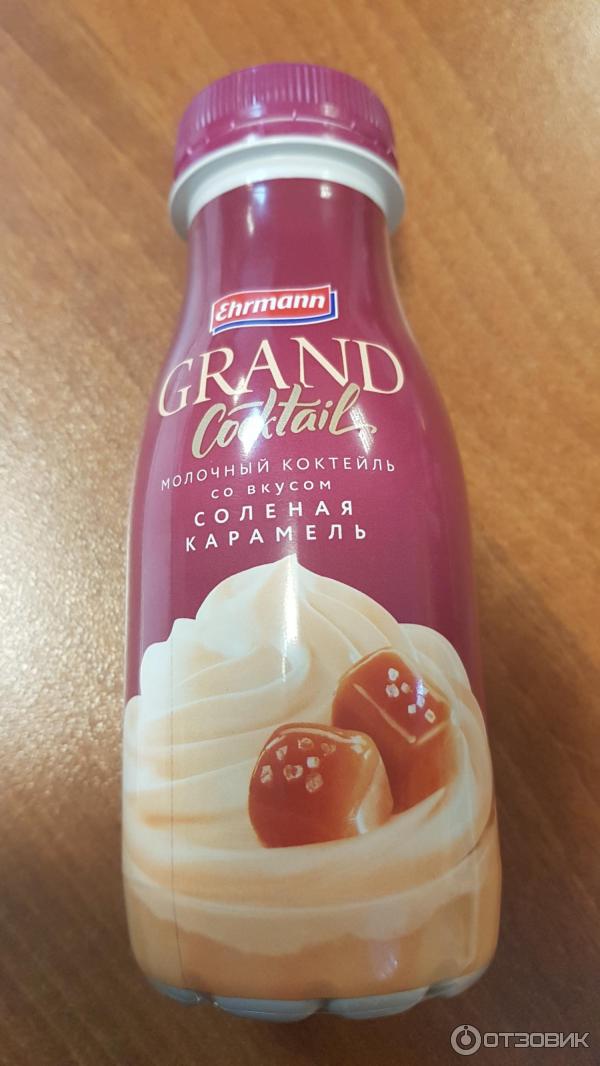 Ehrmann
GRAND
Cocktail
МОЛОЧНЫЙ КОКТЕЙЛЬ
СО ВКУСОМ
СОЛЕНАЯ
КАРАМЕЛЬ
ОТЗОВИК